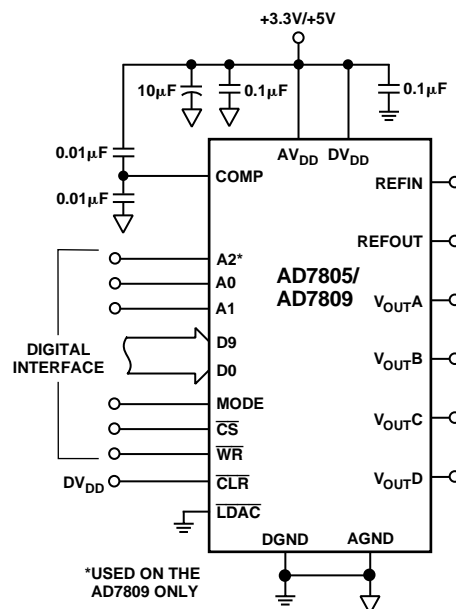 +3.3V/+5V
10μF
0.1μF
0.1μF
AVDD DVDD
0.01μF
0.01μF
COMP
REFIN
REFOUT
AD7805/
AD7809
A2*
A0
A1
VOUTA
DIGITAL
INTERFACE
D9
D0
VOUTB
MODE
CS
WR
VOUTC
DVDD
CLR
LDAC
VOUTD
DGND AGND
*USED ON THE
AD7809 ONLY